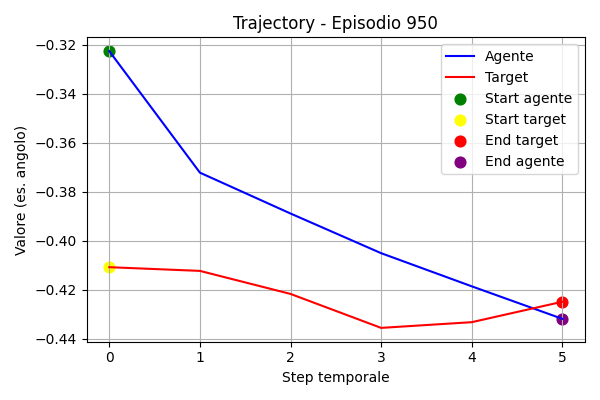 Trajectory - Episodio 950
Valore (es. angolo)
−0.32
−0.34
−0.36
−0.38
−0.40
−0.42
−0.44
Agente
Target
Start agente
Start target
End target
End agente
0 1 2 3 4 5
Step temporale